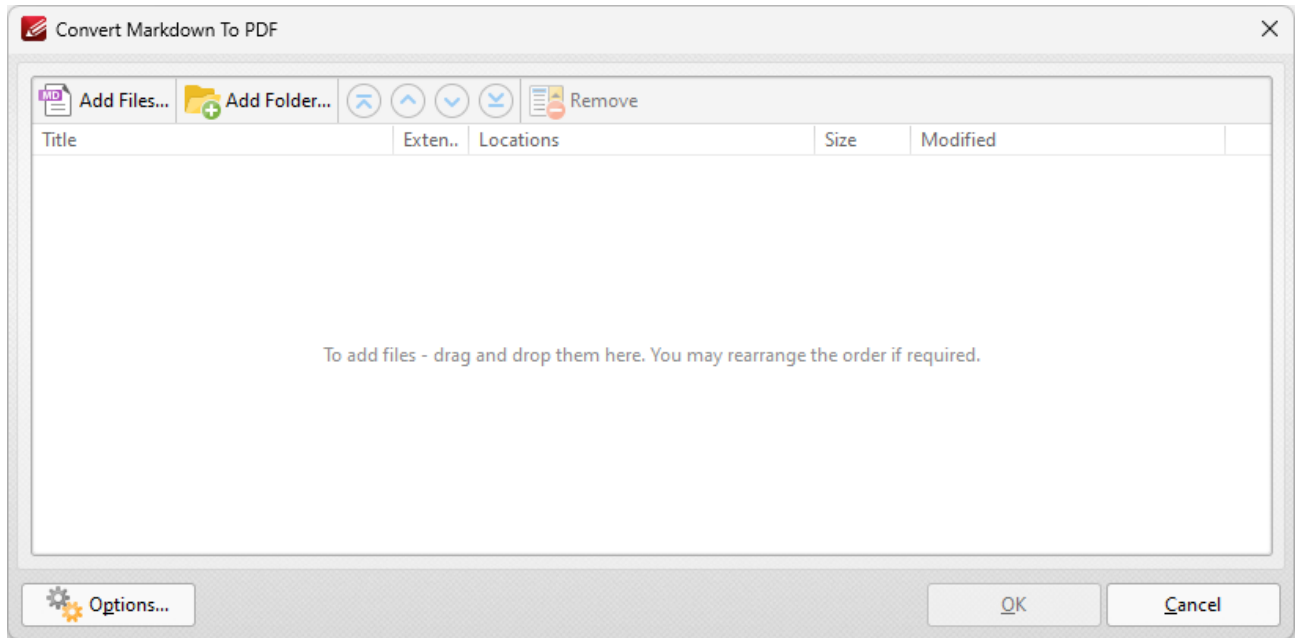 Convert Markdown To PDF
MD Add Files... Add Folder... Remove
Title Exten.. Locations Size Modified
To add files - drag and drop them here. You may rearrange the order if required.
Options... OK Cancel